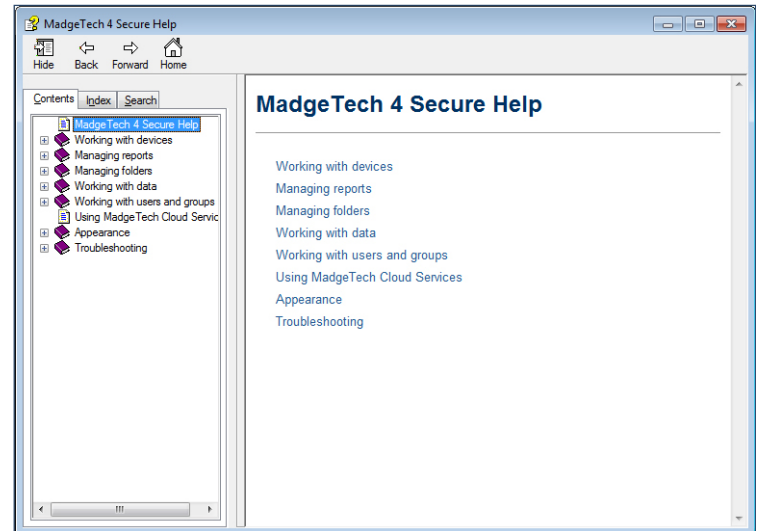 MadgeTech 4 Secure Help
Hide Back Forward Home
Contents Index Search
MadgeTech 4 Secure Help
Working with devices
Managing reports
Managing folders
Working with data
Working with users and groups
Using MadgeTech Cloud Servic
Appearance
Troubleshooting
MadgeTech 4 Secure Help
Working with devices
Managing reports
Managing folders
Working with data
Working with users and groups
Using MadgeTech Cloud Services
Appearance
Troubleshooting